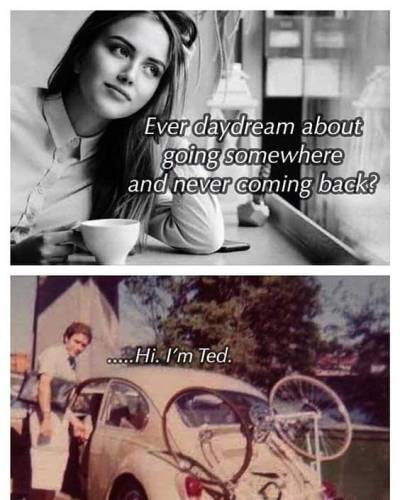 Ever daydream about
going somewhere
and never coming back?
.....Hi. I'm Ted.